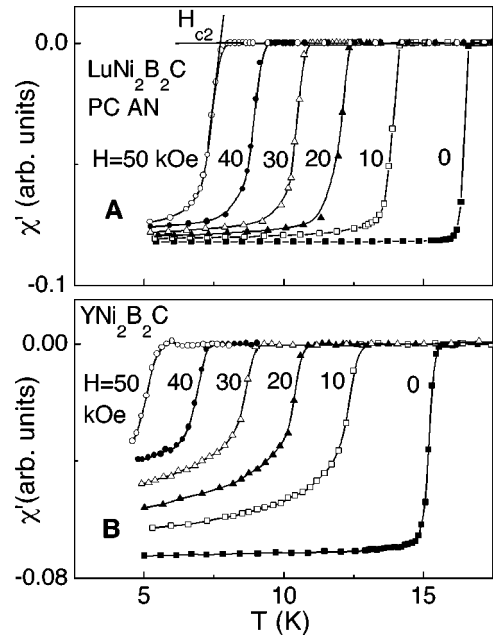 H_c2
0.0
LuNi₂B₂C
PC AN
H=50 kOe 40 30 20 10 0
A
χ' (arb. units)
-0.1
YNi₂B₂C
0.00
H=50 40 30 20 10 0
kOe
χ'(arb. units)
B
-0.08
5 10 15
T (K)